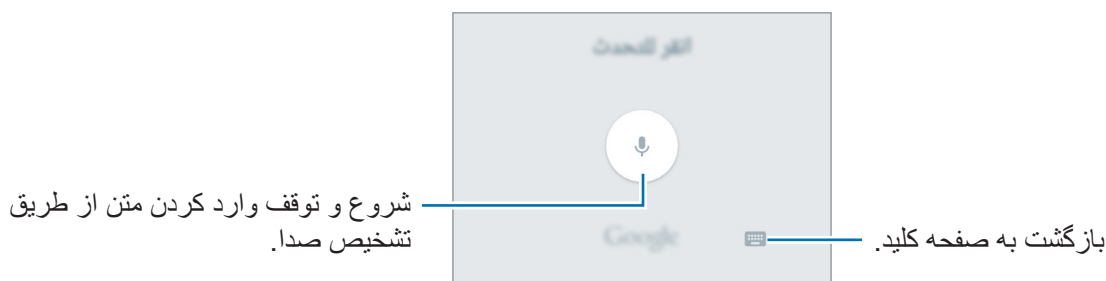 انقر للتحدث
شروع و توقف وارد کردن متن از طریق
تشخیص صدا.
Google
بازگشت به صفحه کلید.